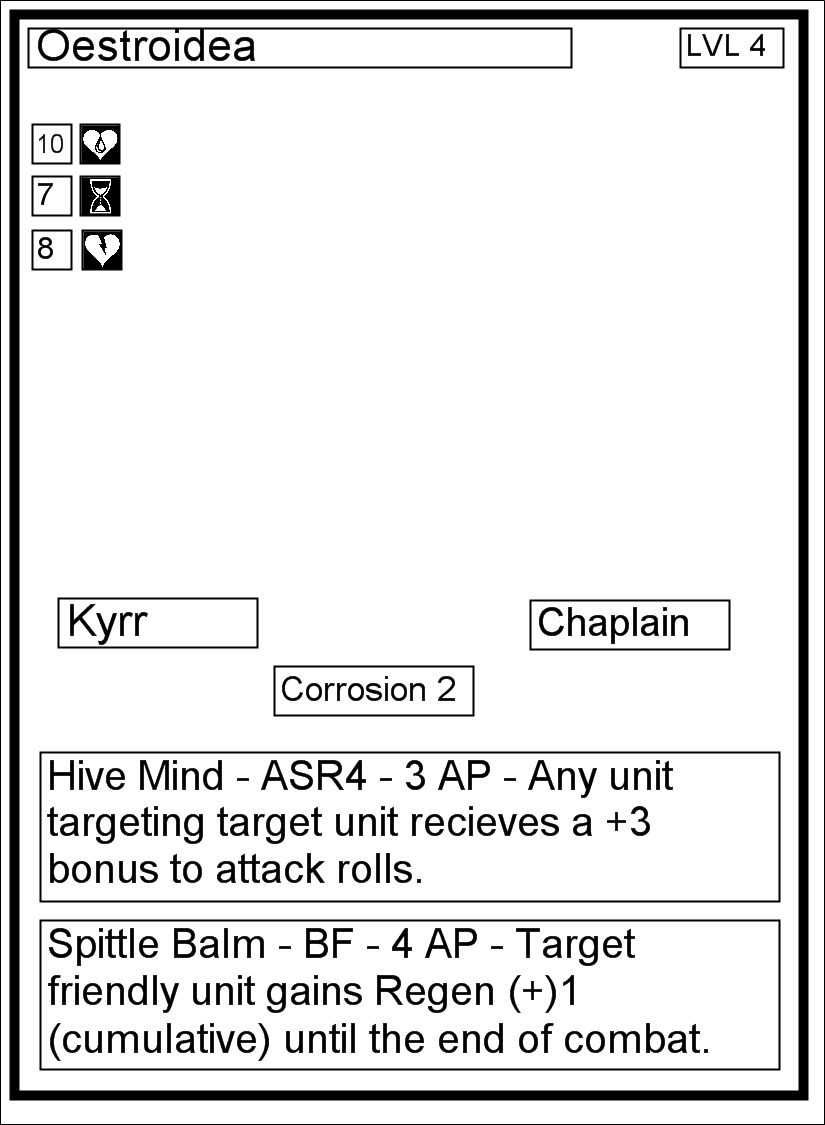 Oestroidea
LVL 4
10
7
8
Kyrr
Chaplain
Corrosion 2
Hive Mind - ASR4 - 3 AP - Any unit
targeting target unit recieves a +3
bonus to attack rolls.
Spittle Balm - BF - 4 AP - Target
friendly unit gains Regen (+)1
(cumulative) until the end of combat.